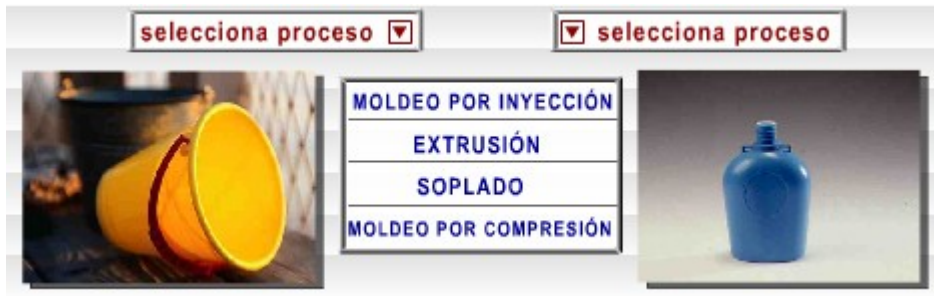 selecciona proceso
selecciona proceso
MOLDEO POR INYECCIÓN
EXTRUSIÓN
SOPLADO
MOLDEO POR COMPRESIÓN